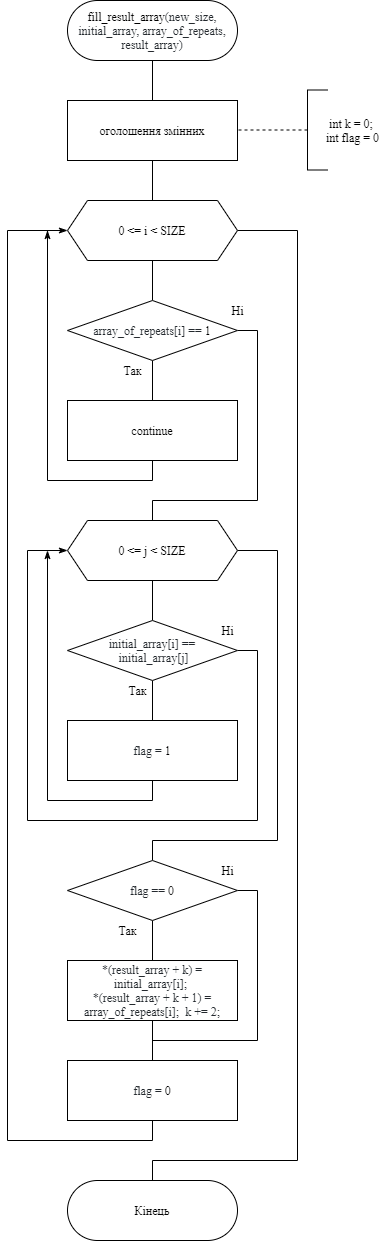 fill_result_array(new_size,
initial_array, array_of_repeats,
result_array)
оголошення змінних
int k = 0;
int flag = 0
0 <= i < SIZE
array_of_repeats[i] == 1
Ні
Так
continue
0 <= j < SIZE
initial_array[i] ==
initial_array[j]
Ні
Так
flag = 1
flag == 0
Ні
Так
*(result_array + k) =
initial_array[i];
*(result_array + k + 1) =
array_of_repeats[i]; k += 2;
flag = 0
Кінець